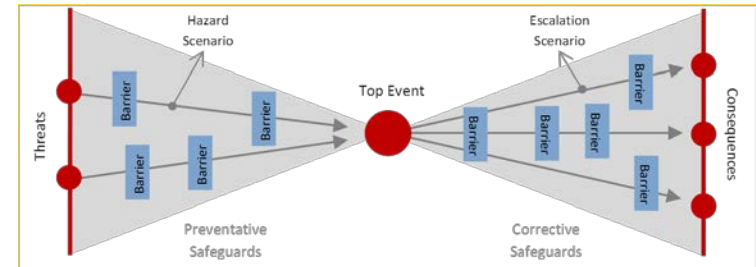 Hazard
Scenario
Escalation
Scenario
Top Event
Threats
Barrier
Barrier
Barrier
Barrier
Barrier
Barrier
Barrier
Barrier
Barrier
Consequences
Preventative
Safeguards
Corrective
Safeguards